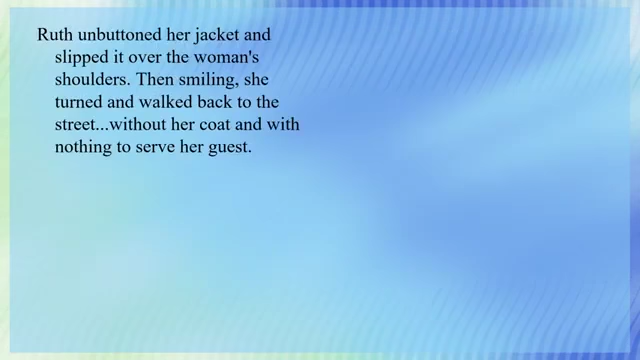 Ruth unbuttoned her jacket and
slipped it over the woman's
shoulders. Then smiling, she
turned and walked back to the
street...without her coat and with
nothing to serve her guest.